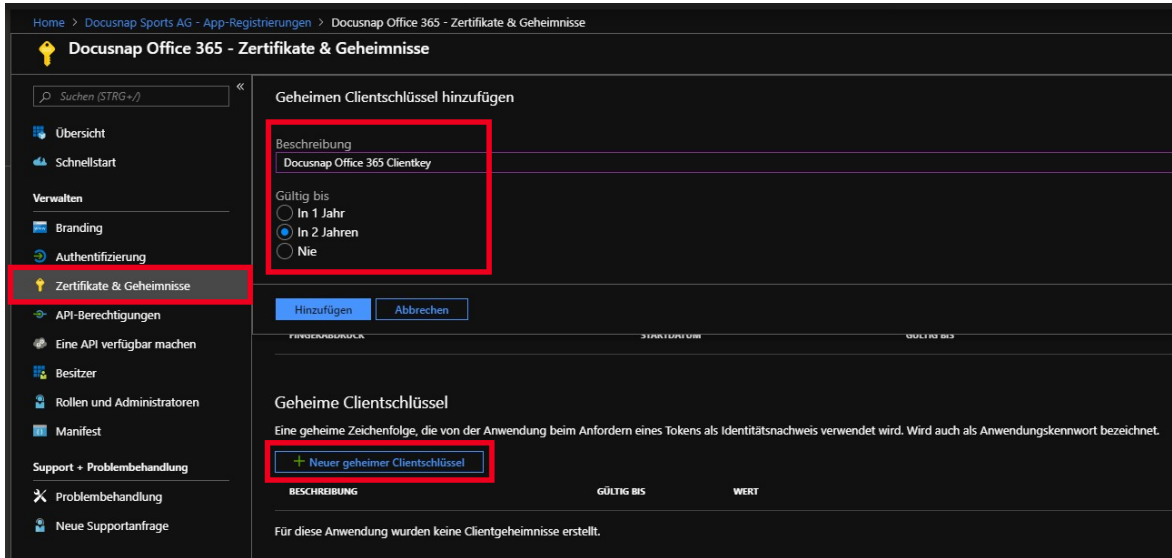 Home > Docusnap Sports AG - App-Registrierungen > Docusnap Office 365 - Zertifikate & Geheimnisse
Docusnap Office 365 - Zertifikate & Geheimnisse
Suchen (STRG+/)
«
Übersicht
Schnellstart
Verwalten
Branding
Authentifizierung
Zertifikate & Geheimnisse
API-Berechtigungen
Eine API verfügbar machen
Besitzer
Rollen und Administratoren
Manifest
Support + Problembehandlung
Problembehandlung
Neue Supportanfrage
Geheimen Clientschlüssel hinzufügen
Beschreibung
Docusnap Office 365 Clientkey
Gültig bis
In 1 Jahr
In 2 Jahren
Nie
Hinzufügen Abbrechen
FINGERABDRUCK STARTDATUM GÜLTIG BIS
Geheime Clientschlüssel
Eine geheime Zeichenfolge, die von der Anwendung beim Anfordern eines Tokens als Identitätsnachweis verwendet wird. Wird auch als Anwendungskennwort bezeichnet.
+ Neuer geheimer Clientschlüssel
BESCHREIBUNG GÜLTIG BIS WERT
Für diese Anwendung wurden keine Clientgeheimnisse erstellt.